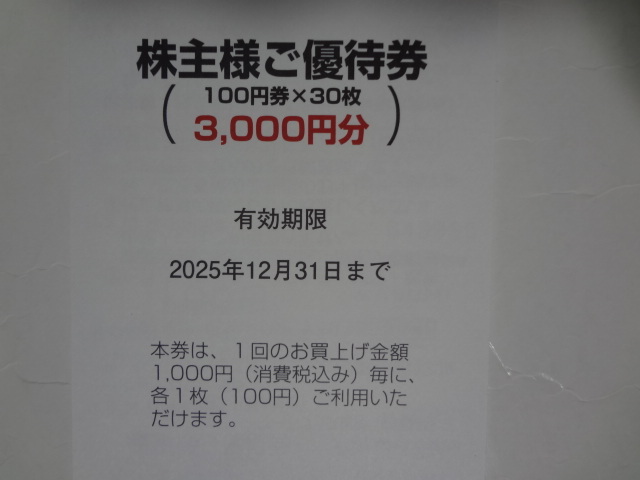 株主様ご優待券
(100円券×30枚
3,000円分)
有効期限
2025年12月31日まで
本券は、1回のお買上げ金額
1,000円（消費税込み）毎に、
各1枚（100円）ご利用いた
だけます。